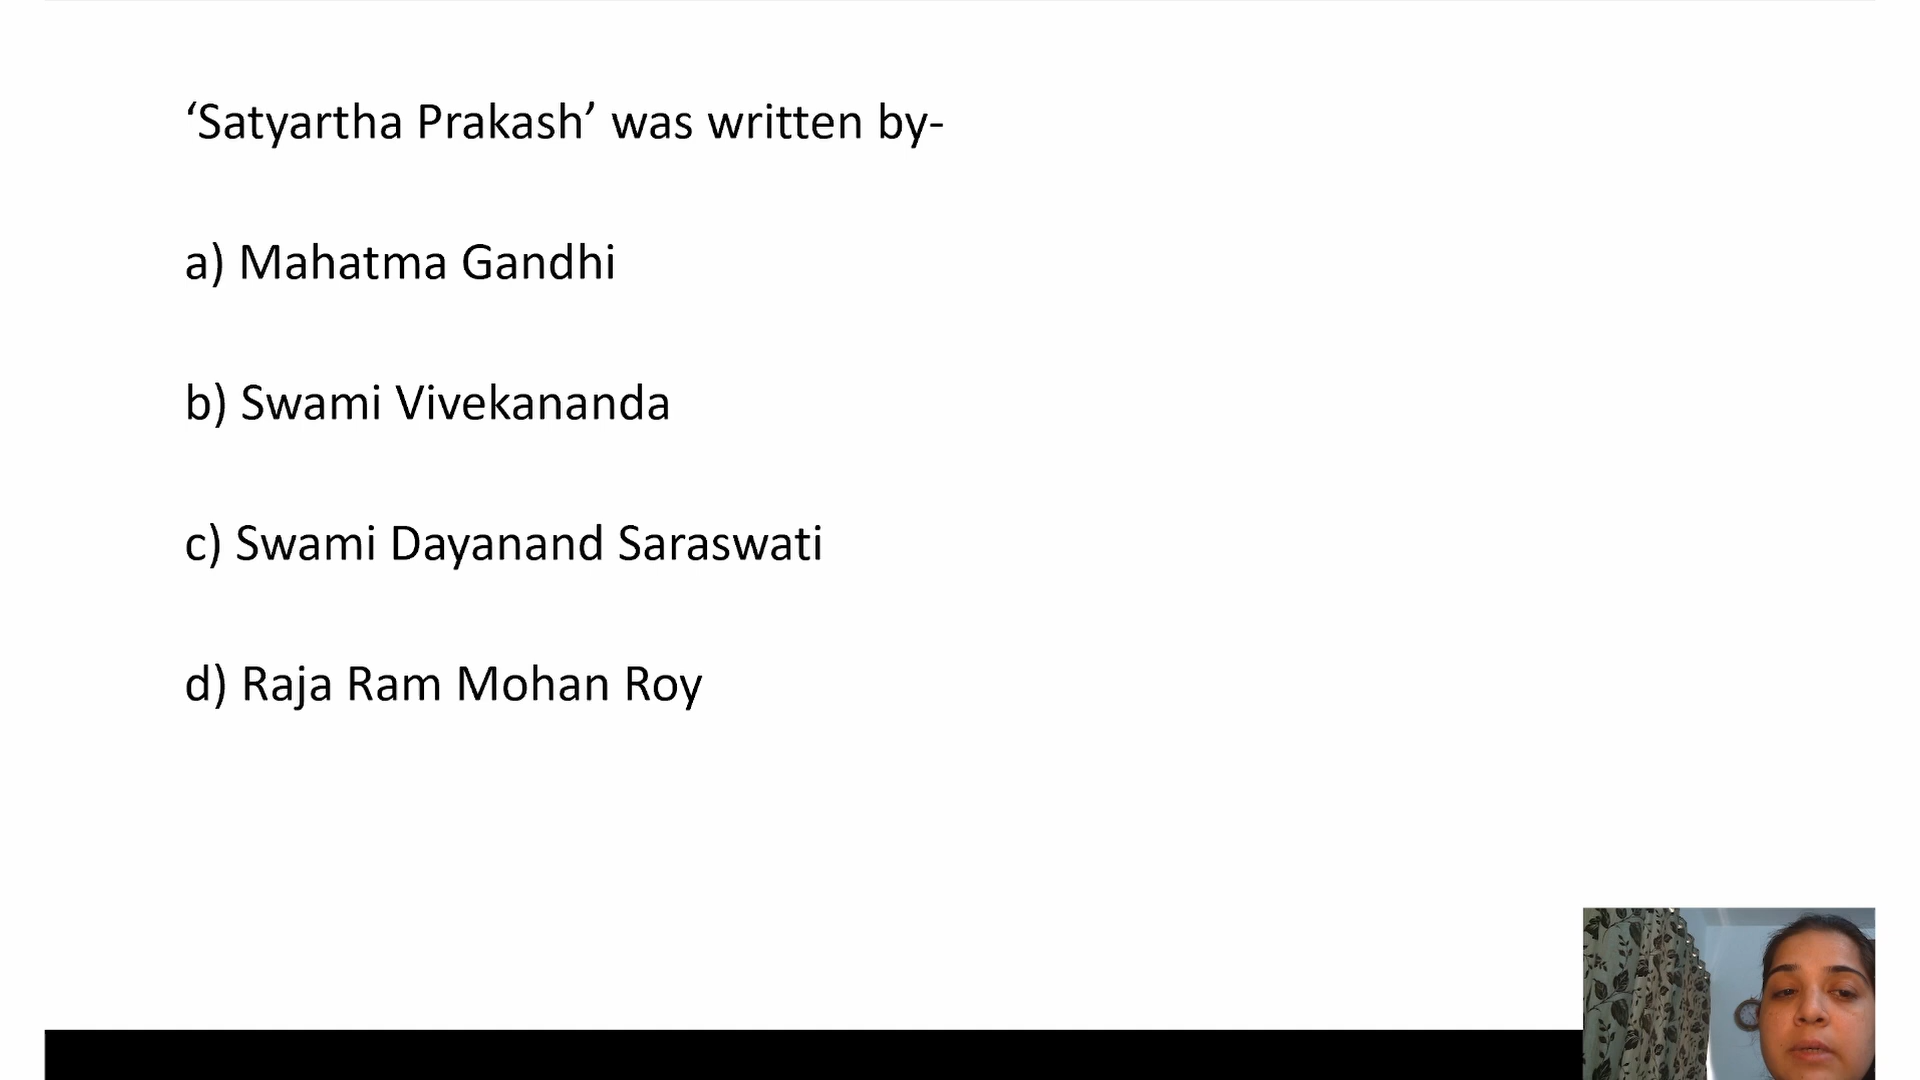 ‘Satyartha Prakash’ was written by-
a) Mahatma Gandhi
b) Swami Vivekananda
c) Swami Dayanand Saraswati
d) Raja Ram Mohan Roy